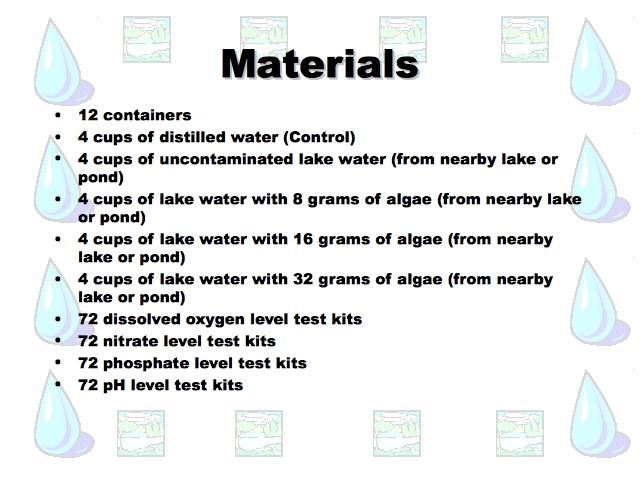 Materials
• 12 containers
• 4 cups of distilled water (Control)
• 4 cups of uncontaminated lake water (from nearby lake or
pond)
• 4 cups of lake water with 8 grams of algae (from nearby lake
or pond)
• 4 cups of lake water with 16 grams of algae (from nearby
lake or pond)
• 4 cups of lake water with 32 grams of algae (from nearby
lake or pond)
• 72 dissolved oxygen level test kits
• 72 nitrate level test kits
• 72 phosphate level test kits
• 72 pH level test kits